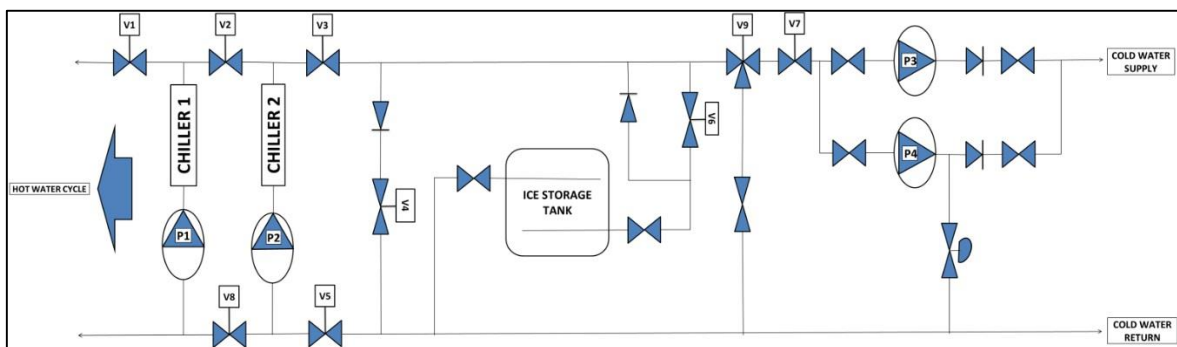 V1
V2
V3
V9
V7
P3
COLD WATER
SUPPLY
CHILLER 1
CHILLER 2
V6
P4
HOT WATER CYCLE
ICE STORAGE
TANK
V4
P1
P2
V8
V5
COLD WATER
RETURN